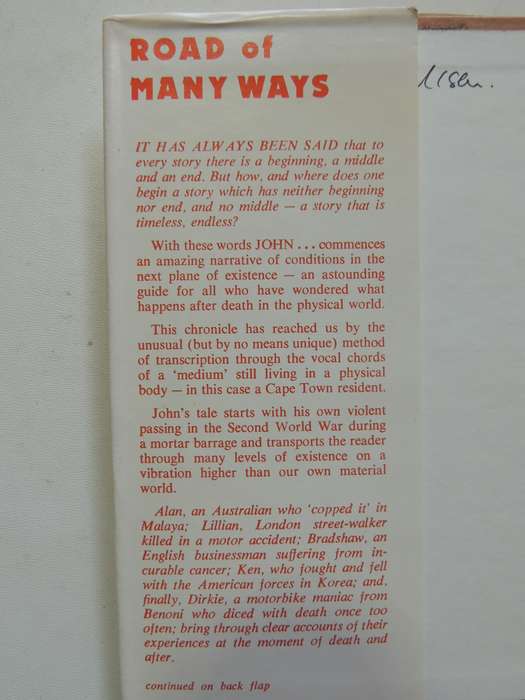 ROAD of
MANY WAYS
IT HAS ALWAYS BEEN SAID that to
every story there is a beginning, a middle
and an end. But how, and where does one
begin a story which has neither beginning
nor end, and no middle — a story that is
timeless, endless?
With these words JOHN ... commences
an amazing narrative of conditions in the
next plane of existence — an astounding
guide for all who have wondered what
happens after death in the physical world.
This chronicle has reached us by the
unusual (but by no means unique) method
of transcription through the vocal chords
of a 'medium' still living in a physical
body — in this case a Cape Town resident.
John's tale starts with his own violent
passing in the Second World War during
a mortar barrage and transports the reader
through many levels of existence on a
vibration higher than our own material
world.
Alan, an Australian who 'copped it' in
Malaya; Lillian, London street-walker
killed in a motor accident; Bradshaw, an
English businessman suffering from in-
curable cancer; Ken, who fought and fell
with the American forces in Korea; and,
finally, Dirkie, a motorbike maniac from
Benoni who diced with death once too
often; bring through clear accounts of their
experiences at the moment of death and
after.
continued on back flap